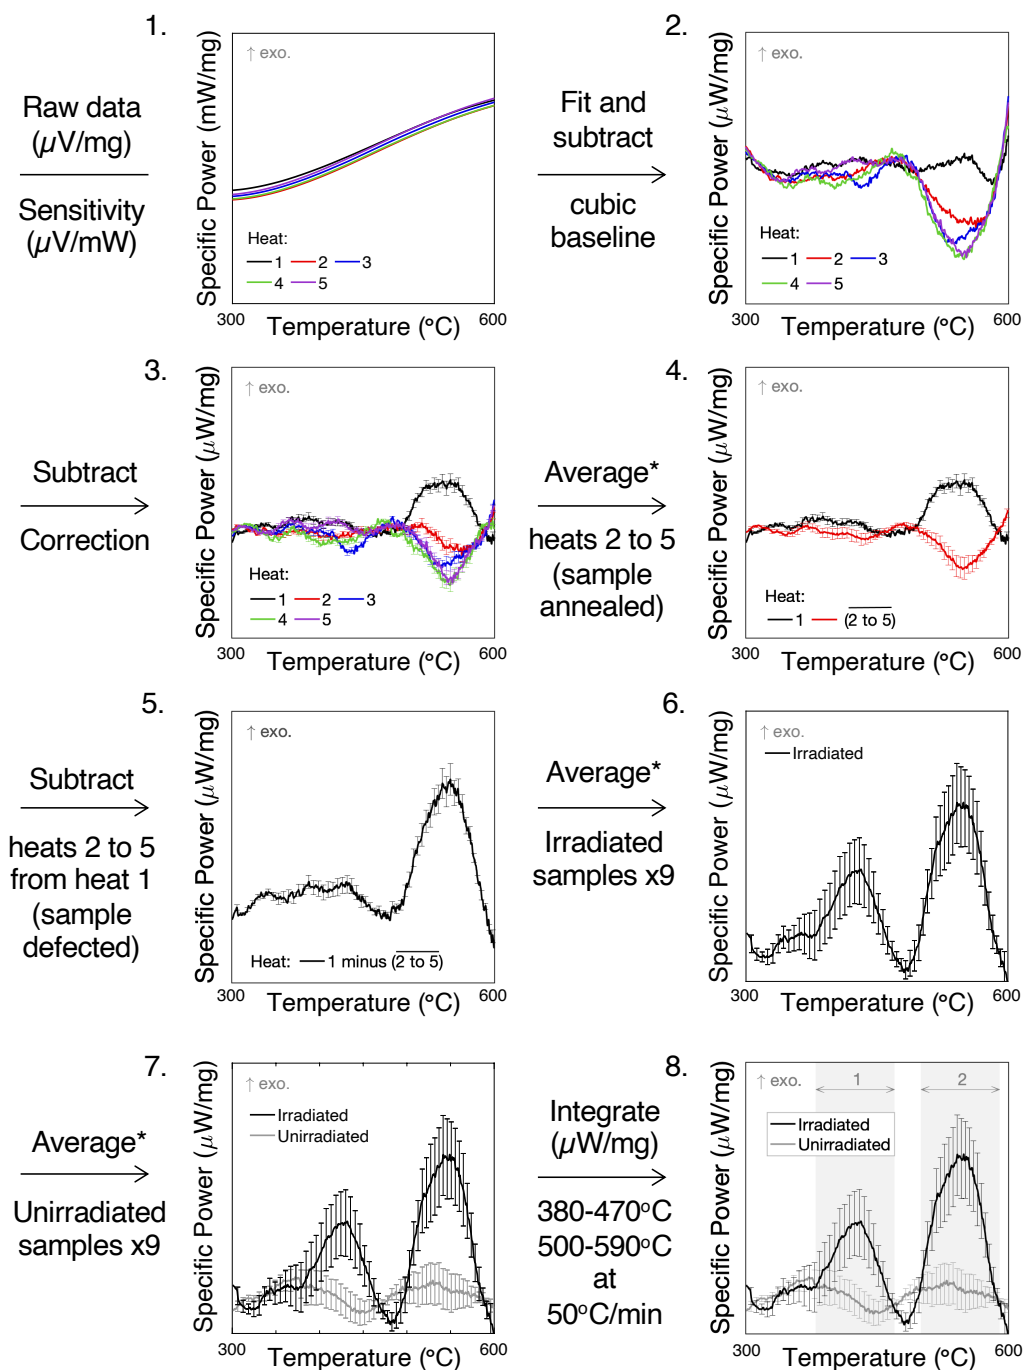 1.
Raw data
(μV/mg)
Sensitivity
(μV/mW)
↑ exo.
Specific Power (mW/mg)
Heat:
1 2 3
4 5
300 600
Temperature (°C)
2.
Fit and
subtract
cubic
baseline
↑ exo.
Specific Power (μW/mg)
Heat:
1 2 3
4 5
300 600
Temperature (°C)
3.
Subtract
Correction
↑ exo.
Specific Power (μW/mg)
Heat:
1 2 3
4 5
300 600
Temperature (°C)
4.
Average*
heats 2 to 5
(sample
annealed)
↑ exo.
Specific Power (μW/mg)
Heat:
1 (2 to 5)
300 600
Temperature (°C)
5.
Subtract
heats 2 to 5
from heat 1
(sample
defected)
↑ exo.
Specific Power (μW/mg)
Heat: 1 minus (2 to 5)
300 600
Temperature (°C)
6.
Average*
Irradiated
samples x9
↑ exo.
Irradiated
Specific Power (μW/mg)
300 600
Temperature (°C)
7.
Average*
Unirradiated
samples x9
↑ exo.
Irradiated
Unirradiated
Specific Power (μW/mg)
300 600
Temperature (°C)
8.
Integrate
(μW/mg)
380-470°C
500-590°C
at
50°C/min
↑ exo.
1 2
Irradiated
Unirradiated
Specific Power (μW/mg)
300 600
Temperature (°C)